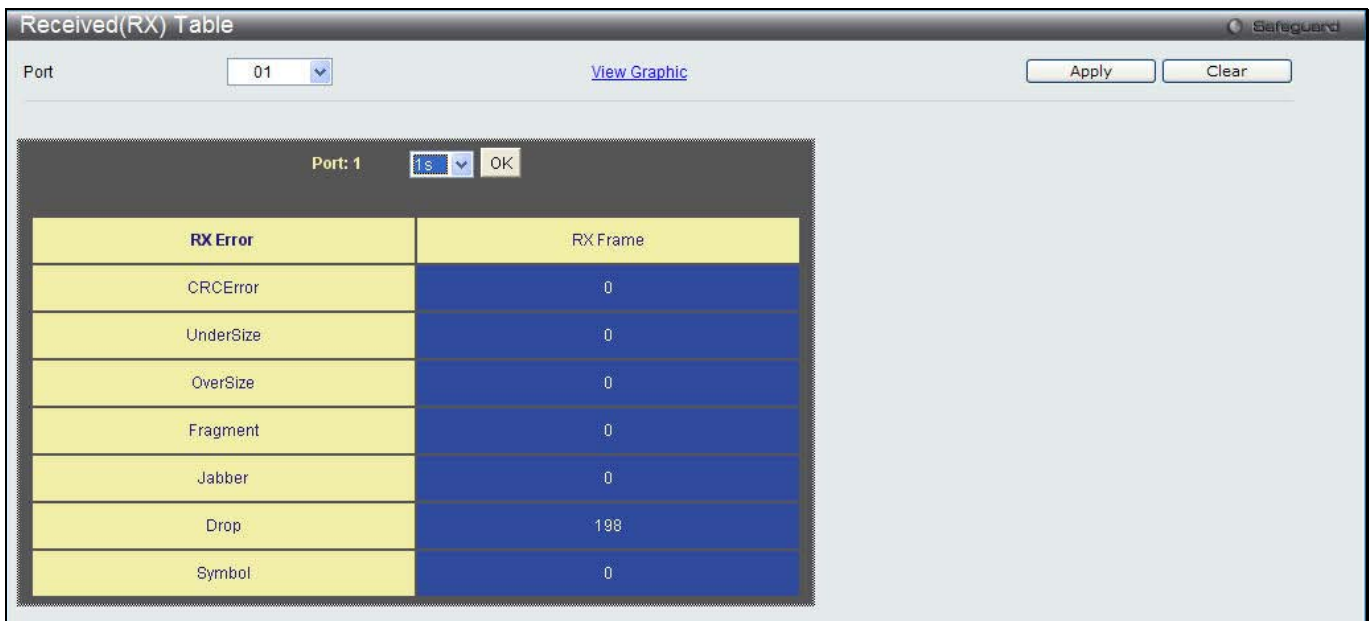 Received(RX) Table
Safeguard
Port 01 View Graphic Apply Clear
Port: 1 1s OK
RX Error RX Frame
CRCError 0
UnderSize 0
OverSize 0
Fragment 0
Jabber 0
Drop 198
Symbol 0